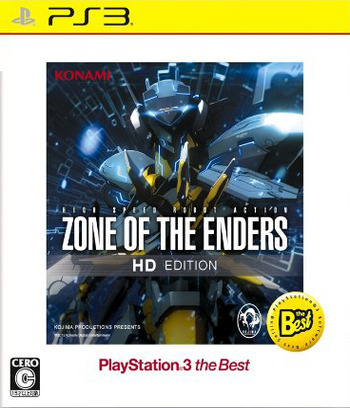 PS3
KONAMI
HIGH SPEED ROBOT ACTION
ZONE OF THE ENDERS
HD EDITION
KOJIMA PRODUCTIONS PRESENTS
the Best
PlayStation®3 the Best
CERO
C